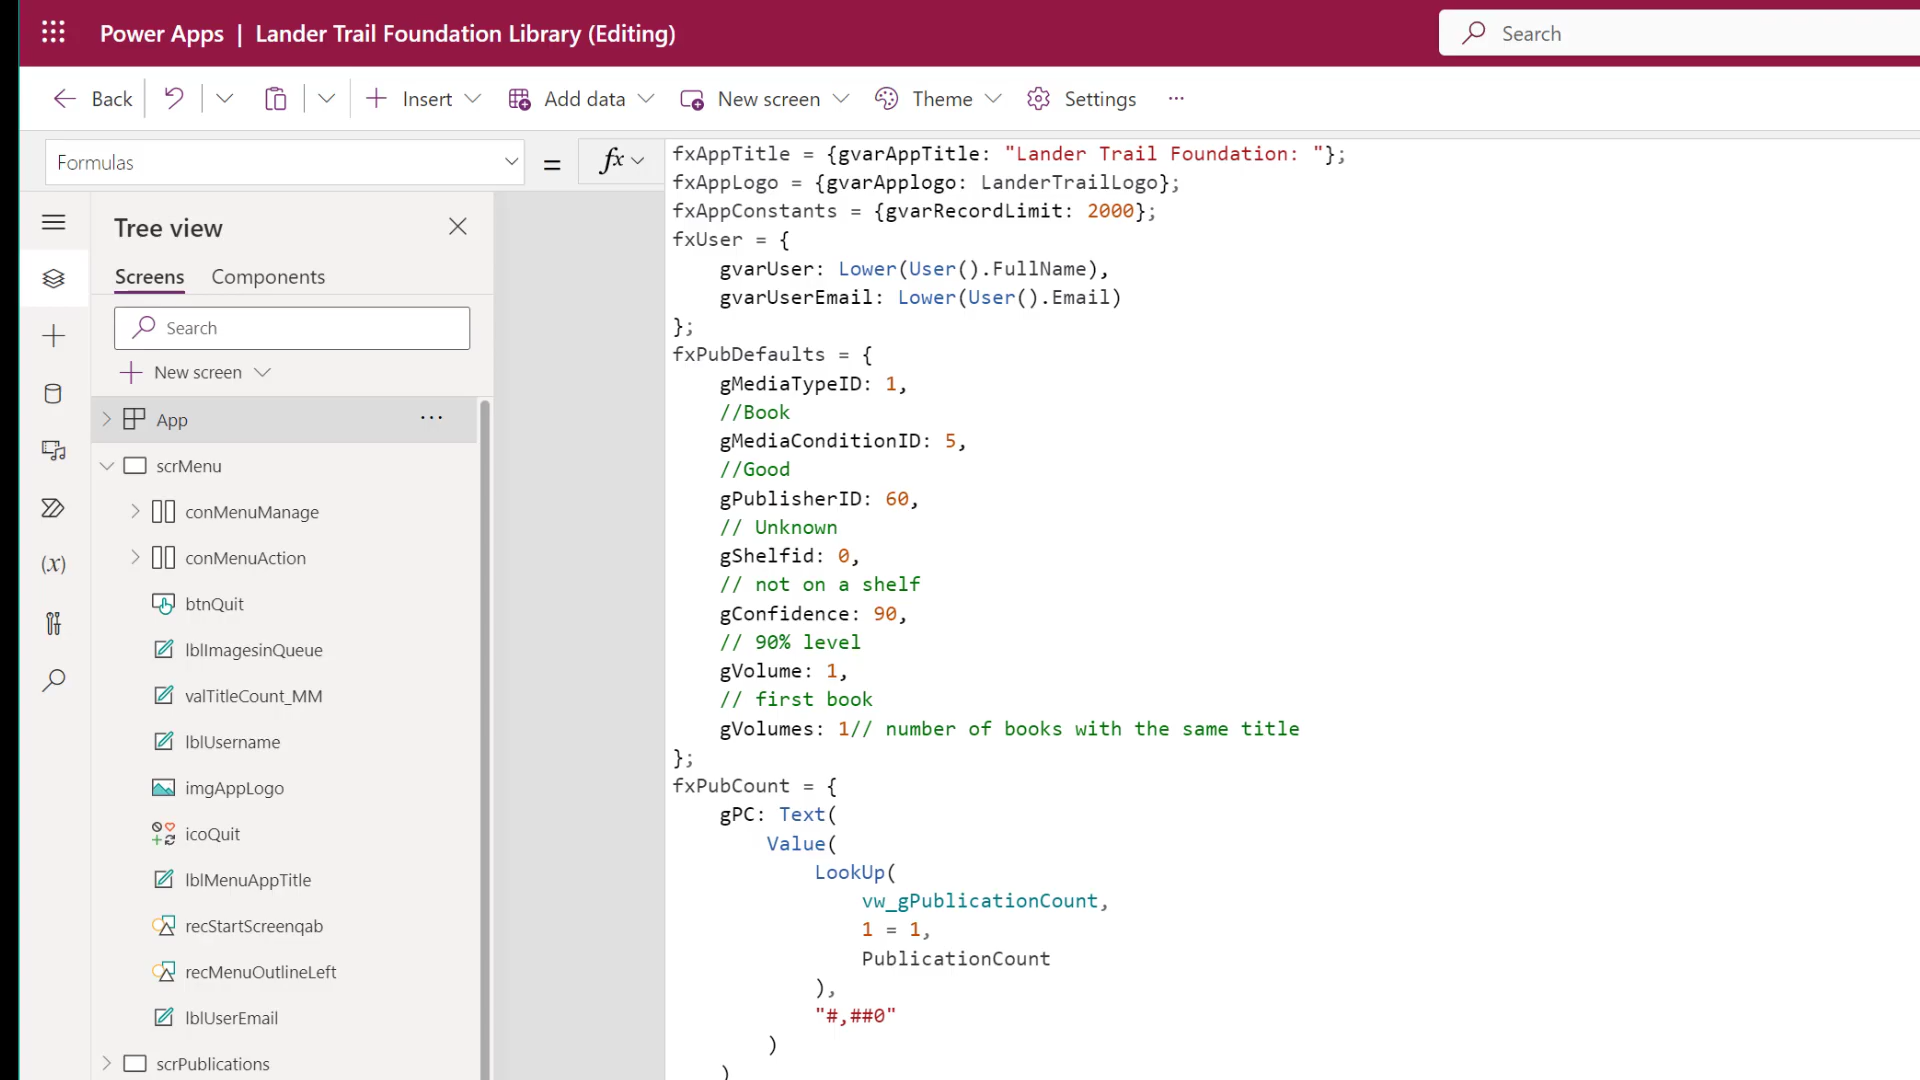 Power Apps | Lander Trail Foundation Library (Editing)
Search
Back
Insert
Add data
New screen
Theme
Settings
...
Formulas
=
fx
fxAppTitle = {gvarAppTitle: "Lander Trail Foundation: "};
fxAppLogo = {gvarApplogo: LanderTrailLogo};
fxAppConstants = {gvarRecordLimit: 2000};
fxUser = {
gvarUser: Lower(User().FullName),
gvarUserEmail: Lower(User().Email)
};
fxPubDefaults = {
gMediaTypeID: 1,
//Book
gMediaConditionID: 5,
//Good
gPublisherID: 60,
// Unknown
gShelfid: 0,
// not on a shelf
gConfidence: 90,
// 90% level
gVolume: 1,
// first book
gVolumes: 1// number of books with the same title
};
fxPubCount = {
gPC: Text(
Value(
LookUp(
vw_gPublicationCount,
1 = 1,
PublicationCount
),
"#,##0"
)
)
Tree view
Screens
Components
Search
New screen
App
...
scrMenu
conMenuManage
conMenuAction
btnQuit
lblImagesinQueue
valTitleCount_MM
lblUsername
imgAppLogo
icoQuit
lblMenuAppTitle
recStartScreenqab
recMenuOutlineLeft
lblUserEmail
scrPublications
(x)